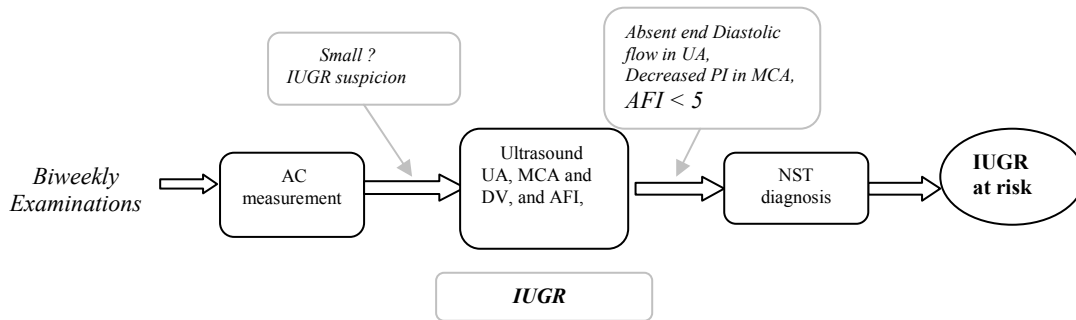 Small ?
IUGR suspicion
Absent end Diastolic
flow in UA,
Decreased PI in MCA,
AFI < 5
Biweekly
Examinations
AC
measurement
Ultrasound
UA, MCA and
DV, and AFI,
NST
diagnosis
IUGR
at risk
IUGR